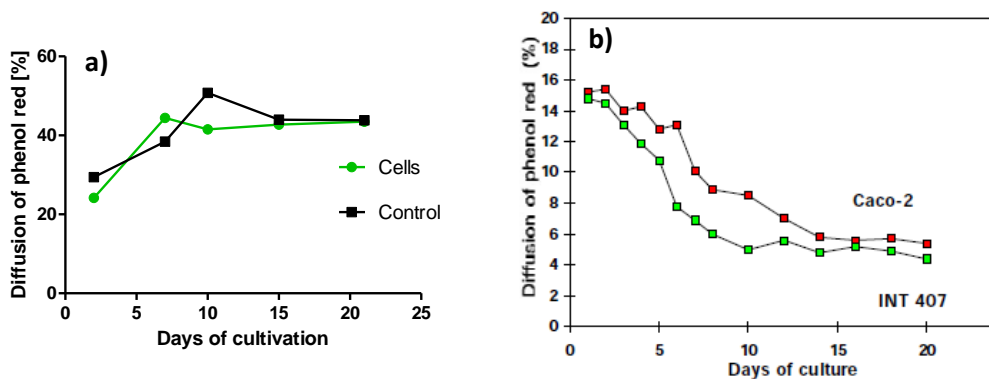 a)
Diffusion of phenol red [%]
60
40
20
0
0 5 10 15 20 25
Days of cultivation
Cells
Control
b)
Diffusion of phenol red (%)
20
18
16
14
12
10
8
6
4
2
0
0 5 10 15 20
Days of culture
Caco-2
INT 407